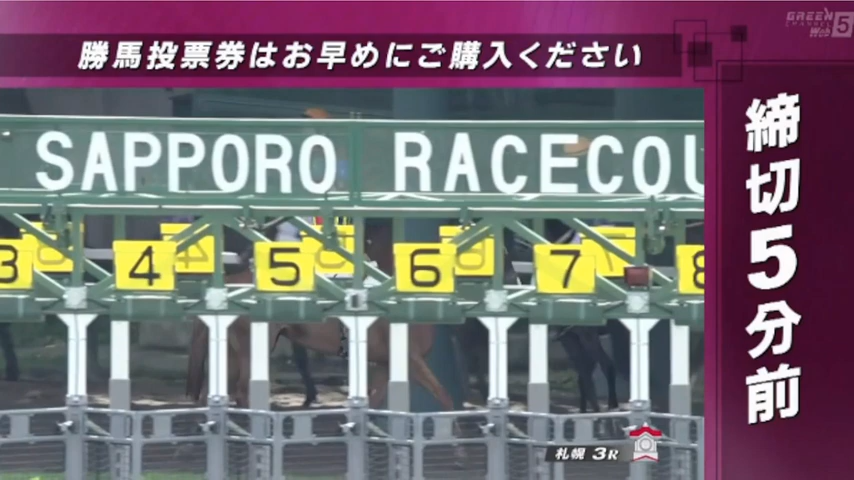 勝馬投票券はお早めにご購入ください
GREEN
CHANNEL
Web 5
締切5分前
SAPPORO RACECOU
3 4 5 6 7 8
札幌 3R